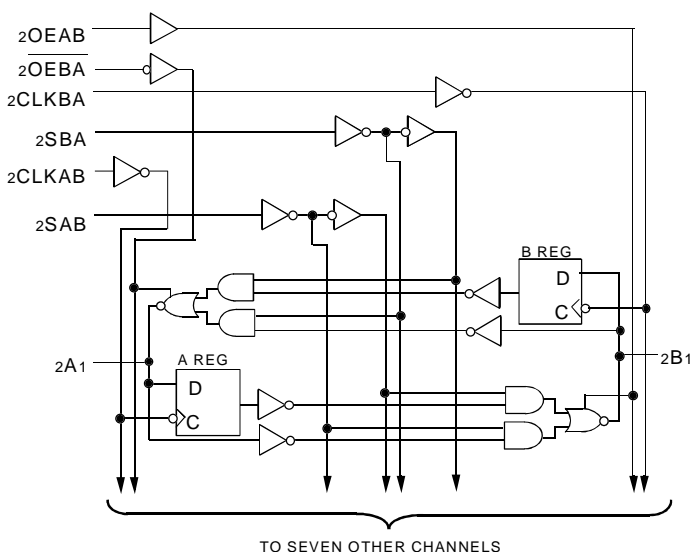 2OEAB
2OEBA
2CLKBA
2SBA
2CLKAB
2SAB
B REG
D
C
2A1
2B1
A REG
D
C
TO SEVEN OTHER CHANNELS